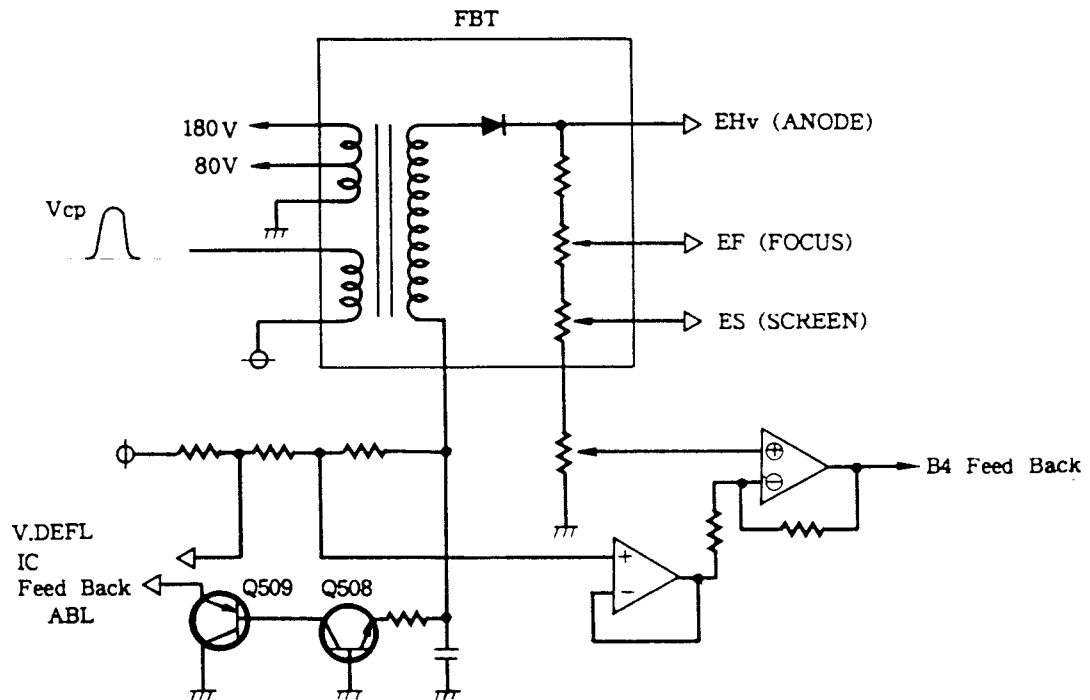 FBT
180V
80V
Vcp
EHv (ANODE)
EF (FOCUS)
ES (SCREEN)
B4 Feed Back
V.DEFL
IC
Feed Back
ABL
Q509
Q508
+
−
⊕
⊖